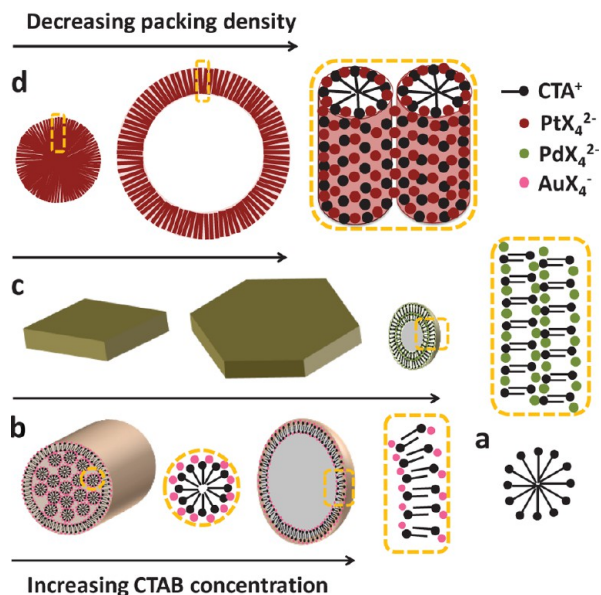 Decreasing packing density
d
CTA⁺
PtX₄²⁻
PdX₄²⁻
AuX₄⁻
c
b
a
Increasing CTAB concentration